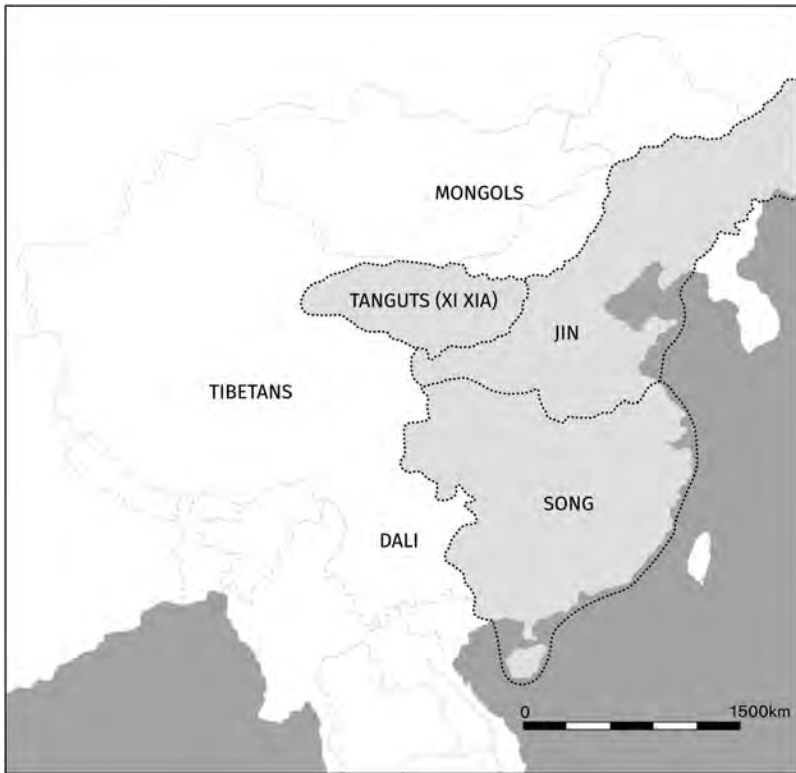 MONGOLS
TANGUTS (XI XIA)
JIN
TIBETANS
SONG
DALI
0 1500km